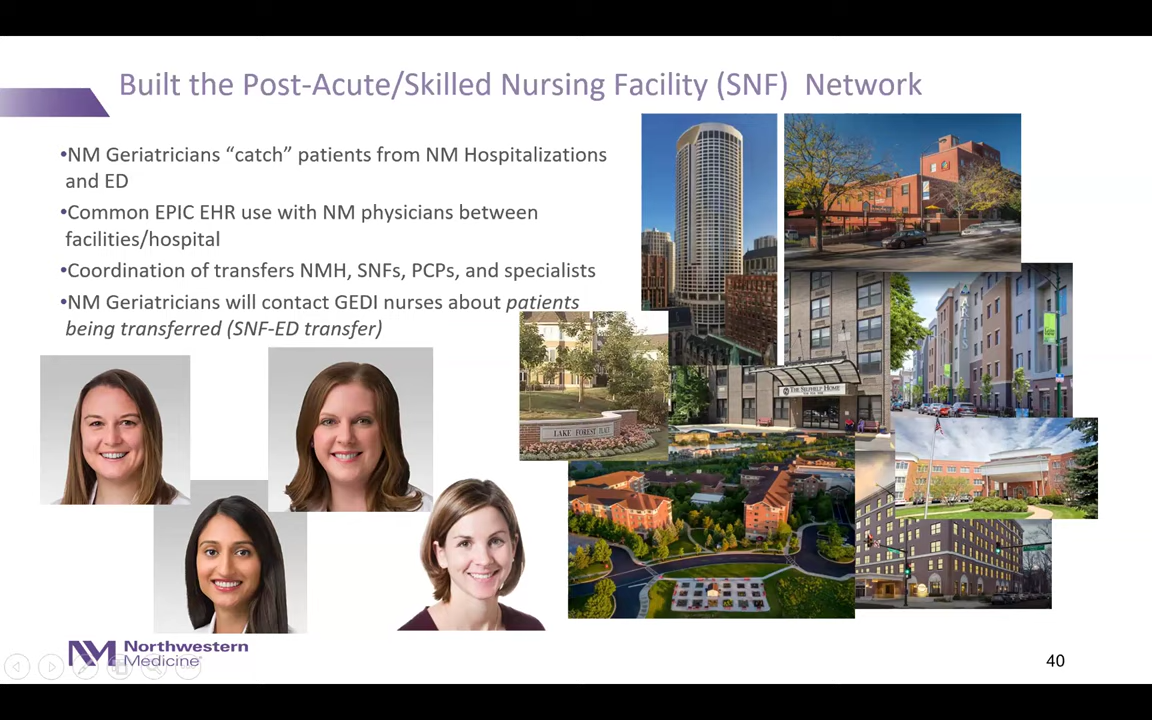 Built the Post-Acute/Skilled Nursing Facility (SNF) Network
•NM Geriatricians “catch” patients from NM Hospitalizations
and ED
•Common EPIC EHR use with NM physicians between
facilities/hospital
•Coordination of transfers NMH, SNFs, PCPs, and specialists
•NM Geriatricians will contact GEDI nurses about patients
being transferred (SNF-ED transfer)
THE SELFHELP HOME
LAKE FOREST PLACE
NM Northwestern
Medicine®
40